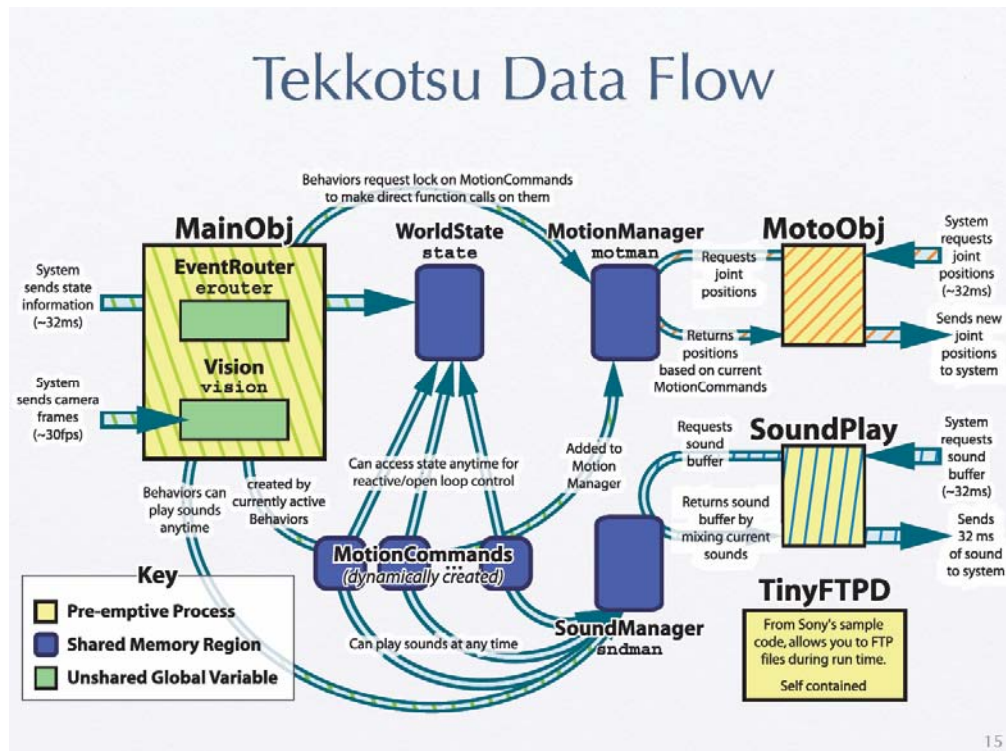 Tekkotsu Data Flow
Behaviors request lock on MotionCommands
to make direct function calls on them
MainObj
EventRouter
erouter
Vision
vision
System
sends state
information
(~32ms)
System
sends camera
frames
(~30fps)
WorldState
state
MotionManager
motman
Requests
joint
positions
Returns
positions
based on current
MotionCommands
MotoObj
System
requests
joint
positions
(~32ms)
Sends new
joint
positions
to system
Behaviors can
play sounds
anytime
created by
currently active
Behaviors
Can access state anytime for
reactive/open loop control
Added to
Motion
Manager
Requests
sound
buffer
Returns sound
buffer by
mixing current
sounds
SoundPlay
System
requests
sound
buffer
(~32ms)
Sends
32 ms
of sound
to system
MotionCommands
...
(dynamically created)
Can play sounds at any time
SoundManager
sndman
Key
Pre-emptive Process
Shared Memory Region
Unshared Global Variable
TinyFTPD
From Sony's sample
code, allows you to FTP
files during run time.
Self contained
15